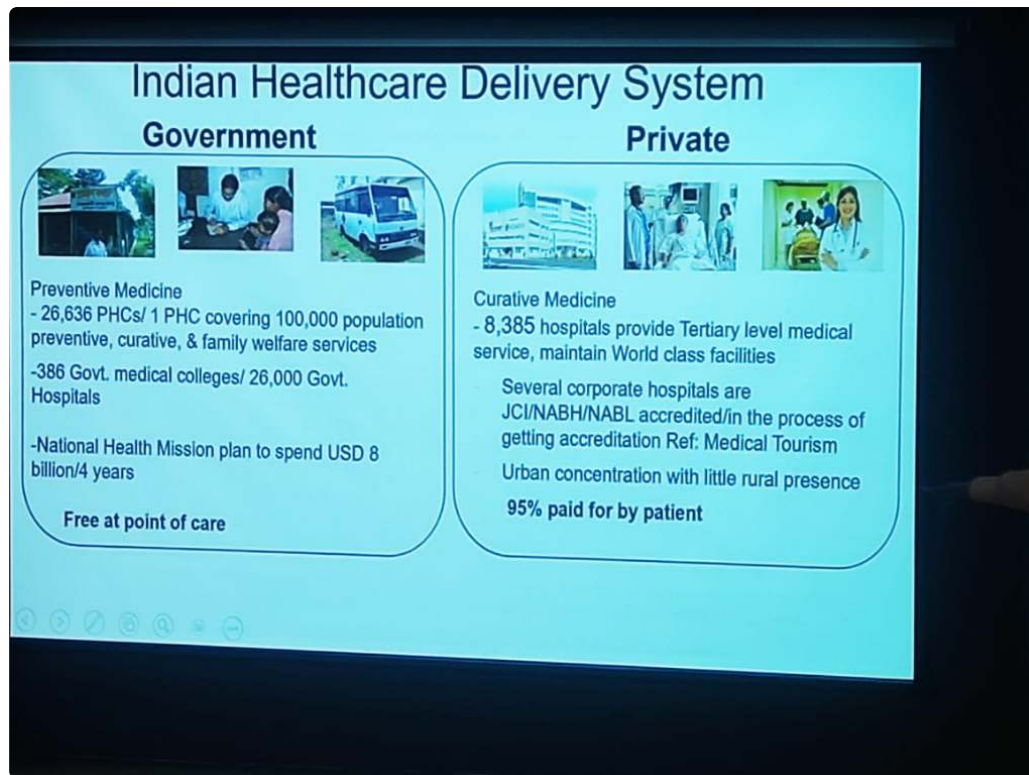 Indian Healthcare Delivery System
Government
Preventive Medicine
- 26,636 PHCs/ 1 PHC covering 100,000 population
preventive, curative, & family welfare services
-386 Govt. medical colleges/ 26,000 Govt.
Hospitals
-National Health Mission plan to spend USD 8
billion/4 years
Free at point of care
Private
Curative Medicine
- 8,385 hospitals provide Tertiary level medical
service, maintain World class facilities
Several corporate hospitals are
JCI/NABH/NABL accredited/in the process of
getting accreditation Ref: Medical Tourism
Urban concentration with little rural presence
95% paid for by patient